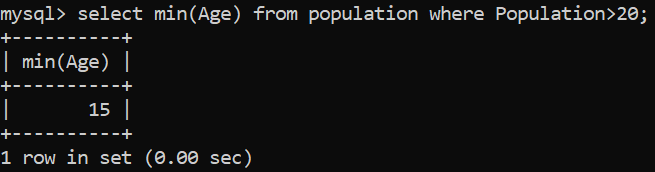 mysql> select min(Age) from population where Population>20;
+----------+
| min(Age) |
+----------+
|       15 |
+----------+
1 row in set (0.00 sec)